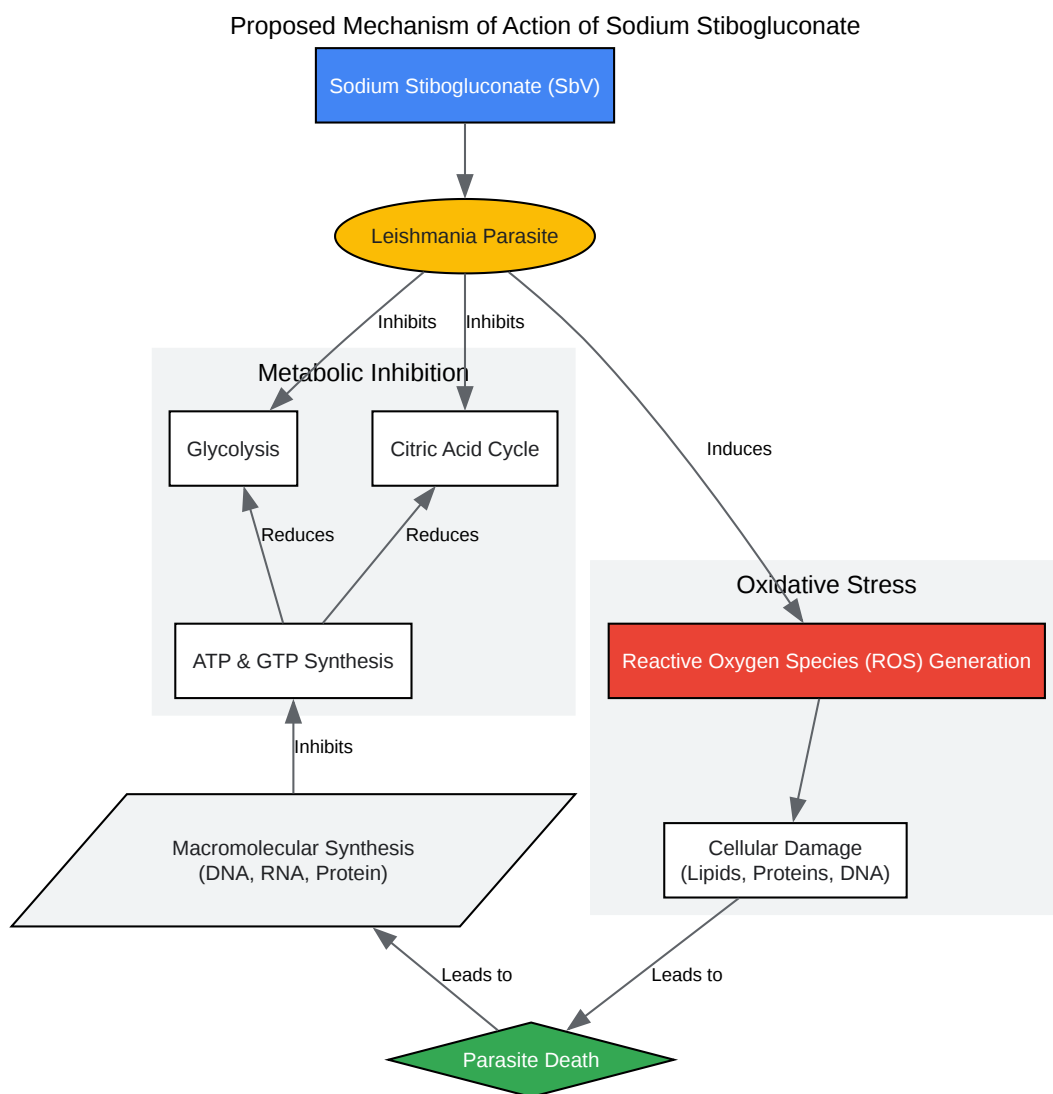 Proposed Mechanism of Action of Sodium Stibogluconate
Sodium Stibogluconate (SbV)
Leishmania Parasite
Inhibits
Inhibits
Metabolic Inhibition
Glycolysis
Citric Acid Cycle
Induces
Reduces
Reduces
Oxidative Stress
ATP & GTP Synthesis
Reactive Oxygen Species (ROS) Generation
Inhibits
Macromolecular Synthesis
(DNA, RNA, Protein)
Cellular Damage
(Lipids, Proteins, DNA)
Leads to
Leads to
Parasite Death